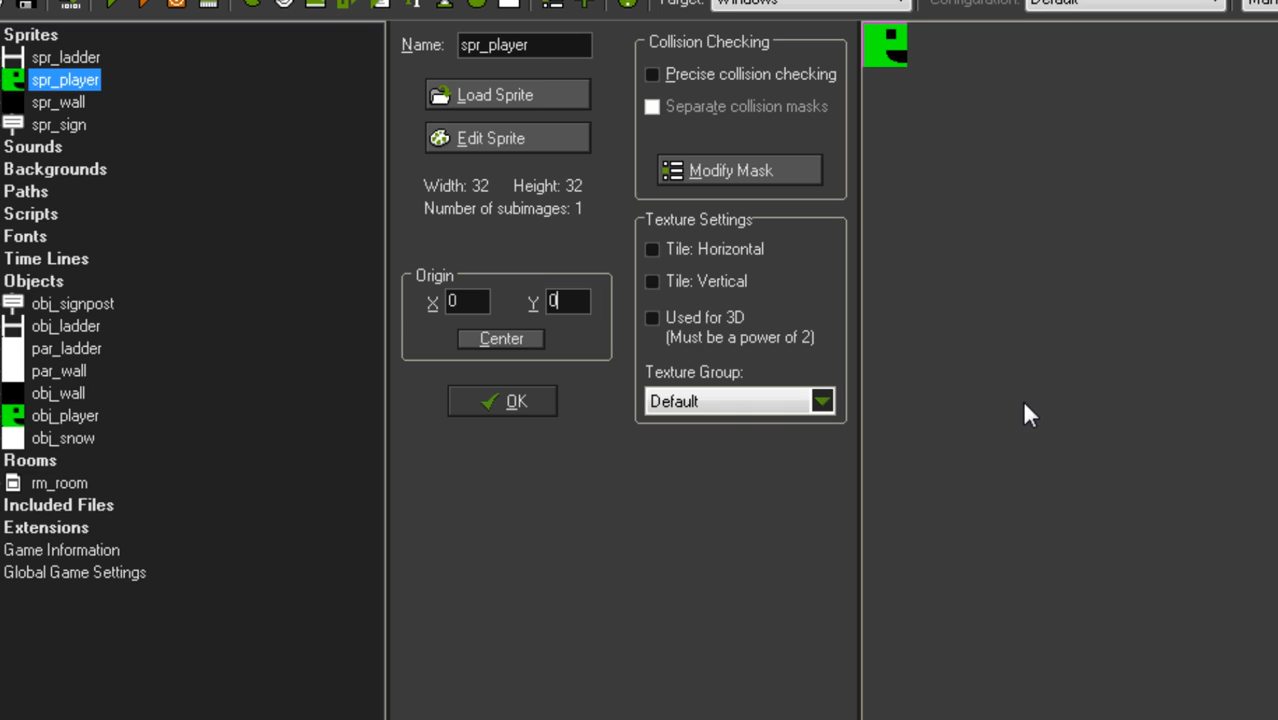 Target: Windows
Configuration: Default
Sprites
spr_ladder
spr_player
spr_wall
spr_sign
Sounds
Backgrounds
Paths
Scripts
Fonts
Time Lines
Objects
obj_signpost
obj_ladder
par_ladder
par_wall
obj_wall
obj_player
obj_snow
Rooms
rm_room
Included Files
Extensions
Game Information
Global Game Settings
Name: spr_player
Load Sprite
Edit Sprite
Width: 32 Height: 32
Number of subimages: 1
Origin
X 0 Y 0
Center
OK
Collision Checking
Precise collision checking
Separate collision masks
Modify Mask
Texture Settings
Tile: Horizontal
Tile: Vertical
Used for 3D
(Must be a power of 2)
Texture Group:
Default